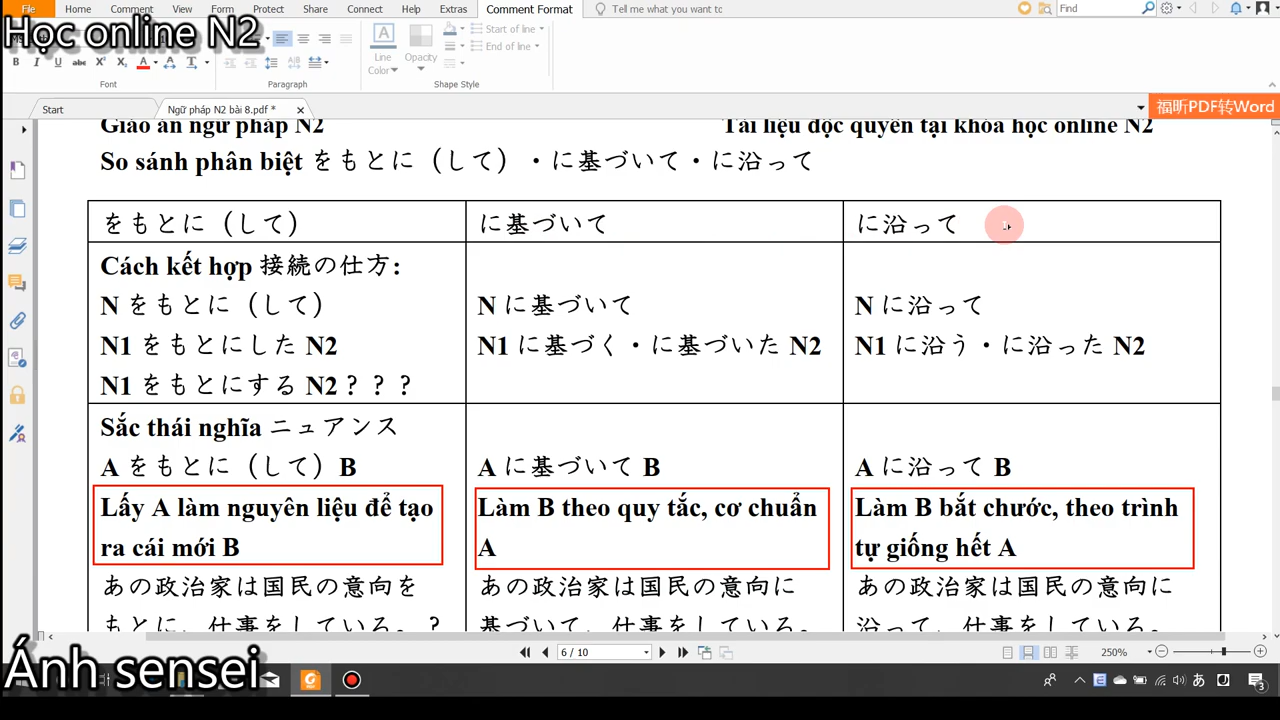 File Home Comment View Form Protect Share Connect Help Extras Comment Format Tell me what you want tc Find
Học online N2
Line Color Opacity Start of line End of line
Font Paragraph Shape Style
Start Ngữ pháp N2 bài 8.pdf * 福昕PDF转Word
Giáo án ngữ pháp N2 Tài liệu độc quyền tại khóa học online N2
So sánh phân biệt をもとに（して）・に基づいて・に沿って
をもとに（して） に基づいて に沿って
Cách kết hợp 接続の仕方:
N をもとに（して） N に基づいて N に沿って
N1 をもとにした N2 N1 に基づく・に基づいた N2 N1 に沿う・に沿った N2
N1 をもとにする N2？？？
Sắc thái nghĩa ニュアンス
A をもとに（して）B A に基づいて B A に沿って B
Lấy A làm nguyên liệu để tạo Làm B theo quy tắc, cơ chuẩn Làm B bắt chước, theo trình
ra cái mới B A tự giống hết A
あの政治家は国民の意向を あの政治家は国民の意向に あの政治家は国民の意向に
もとに、仕事をしている。？ 基づいて、仕事をしている。 沿って、仕事をしている。
6 / 10 250%
Ánh sensei